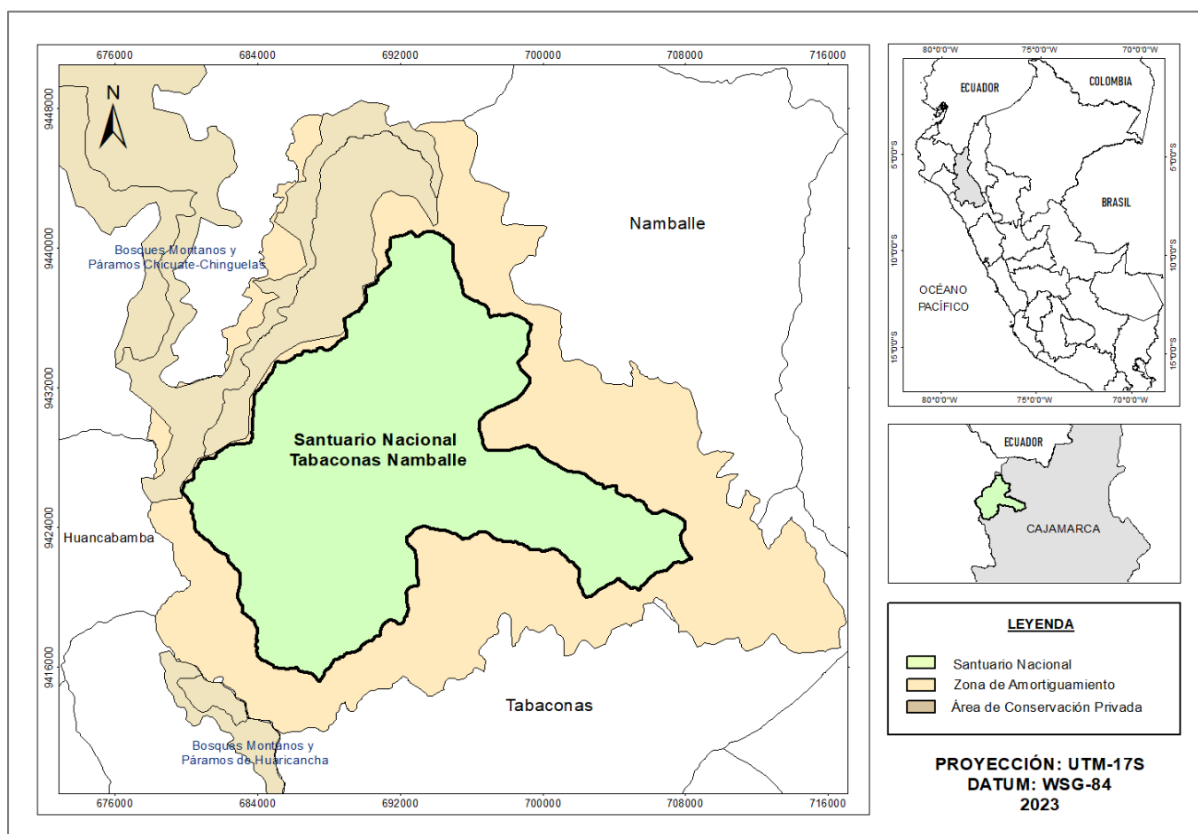 676000
684000
692000
700000
708000
716000
9448000
9440000
9432000
9424000
9416000
N
Namballe
Bosques Montanos y
Páramos Chicuate-Chinguelas
Santuario Nacional
Tabaconas Namballe
Huancabamba
Tabaconas
Bosques Montanos y
Páramos de Huaricancha
676000
684000
692000
700000
708000
716000
80°0'0"W
75°0'0"W
70°0'0"W
ECUADOR
COLOMBIA
5°0'0"S
5°0'0"S
BRASIL
10°0'0"S
10°0'0"S
OCÉANO
PACÍFICO
15°0'0"S
15°0'0"S
80°0'0"W
75°0'0"W
70°0'0"W
ECUADOR
CAJAMARCA
LEYENDA
Santuario Nacional
Zona de Amortiguamiento
Área de Conservación Privada
PROYECCIÓN: UTM-17S
DATUM: WSG-84
2023